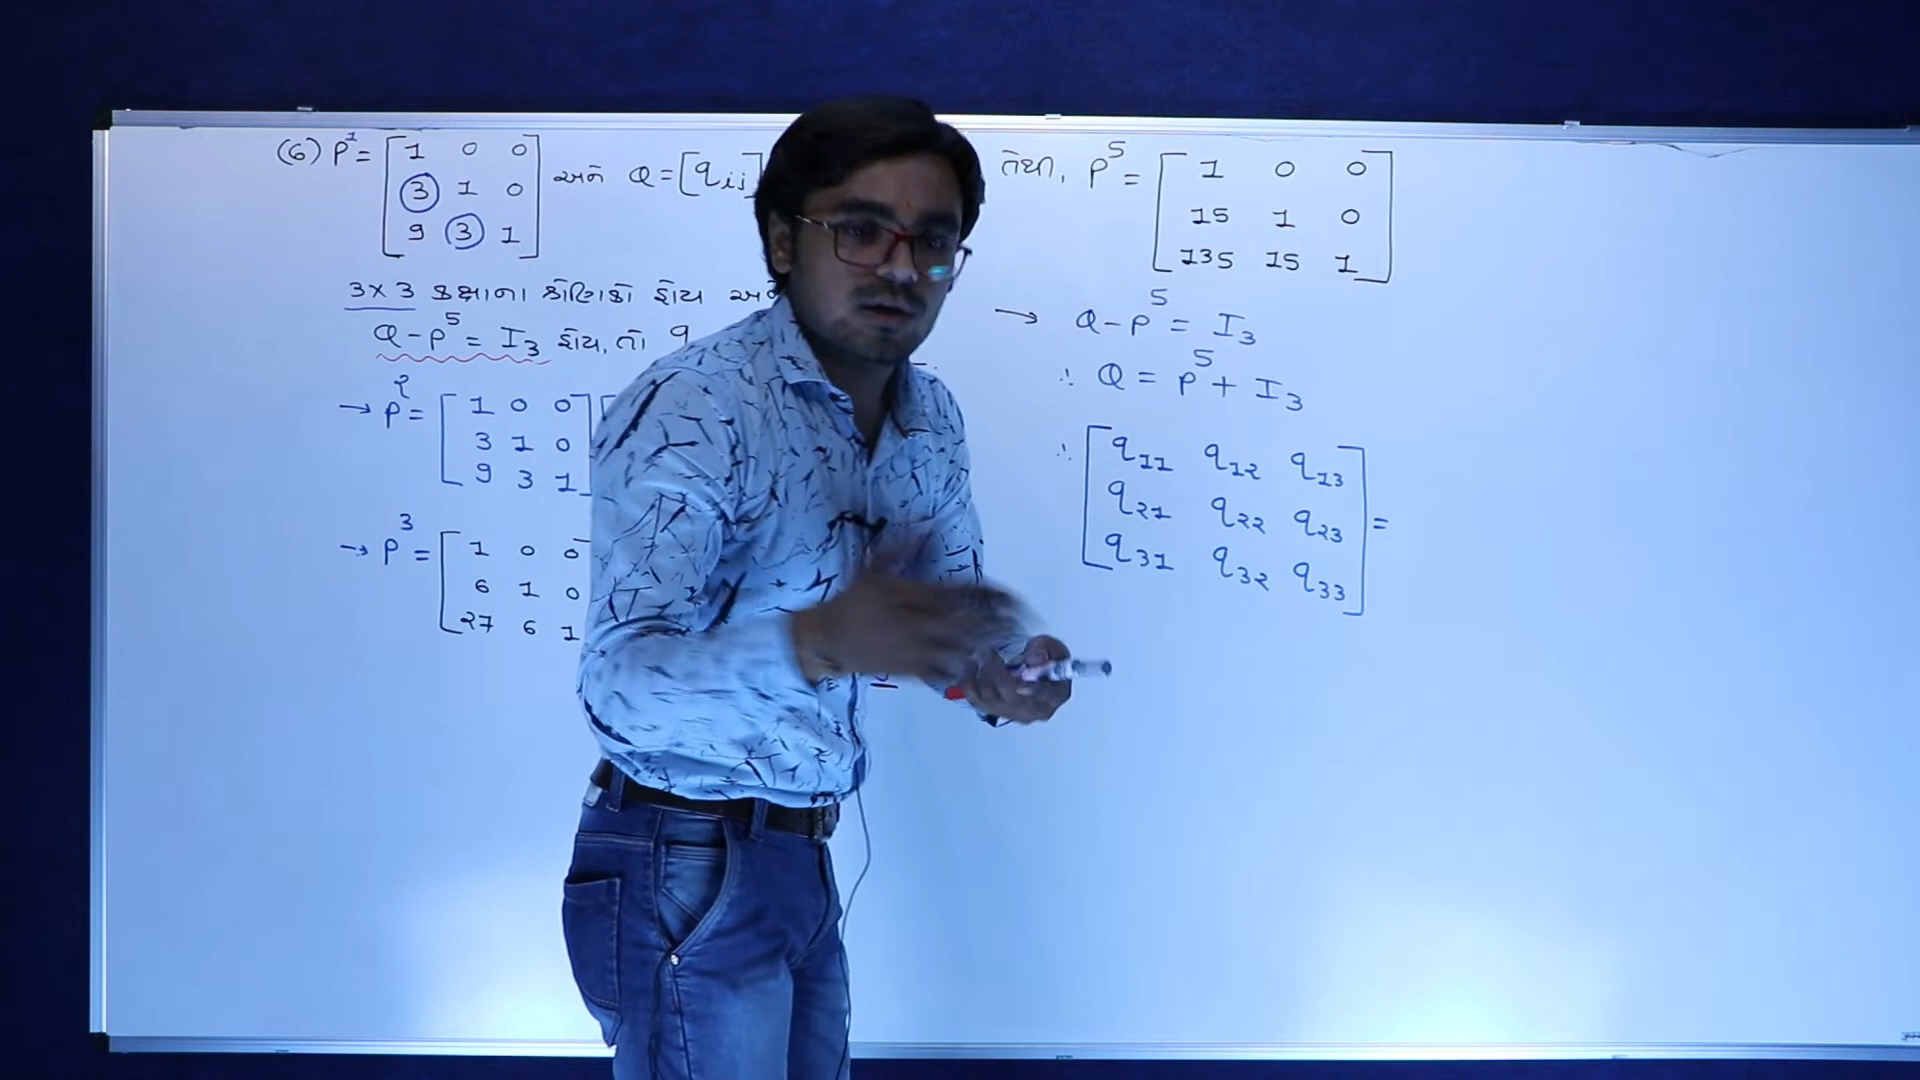 (6) P¹ = [ 1 0 0
3 1 0
9 3 1 ] અને Q = [qij]
3×3 કક્ષાના શ્રેણિકો હોય અને
Q - P⁵ = I₃ હોય, તો q
→ P² = [ 1 0 0 ] [
3 1 0
9 3 1 ]
→ P³ = [ 1 0 0
6 1 0
27 6 1
તેથી, P⁵ = [ 1 0 0
15 1 0
135 15 1 ]
→ Q - P⁵ = I₃
∴ Q = P⁵ + I₃
∴ [ q₁₁ q₁₂ q₁₃
q₂₁ q₂₂ q₂₃ ] =
q₃₁ q₃₂ q₃₃